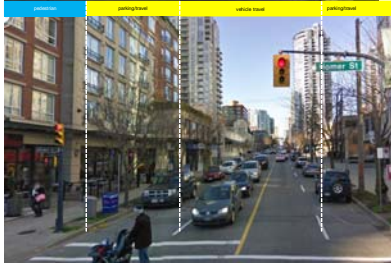 pedestrian
parking/travel
vehicle travel
parking/travel
Homer St